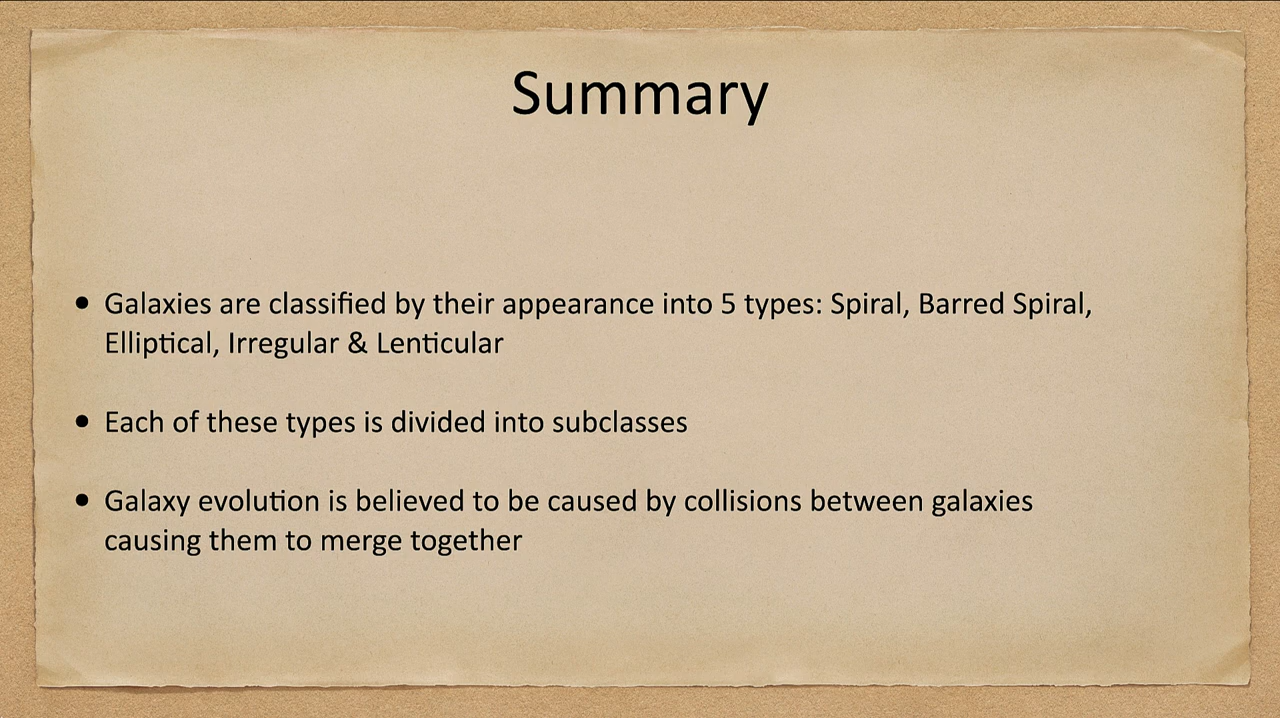 Summary
• Galaxies are classified by their appearance into 5 types: Spiral, Barred Spiral,
Elliptical, Irregular & Lenticular
• Each of these types is divided into subclasses
• Galaxy evolution is believed to be caused by collisions between galaxies
causing them to merge together